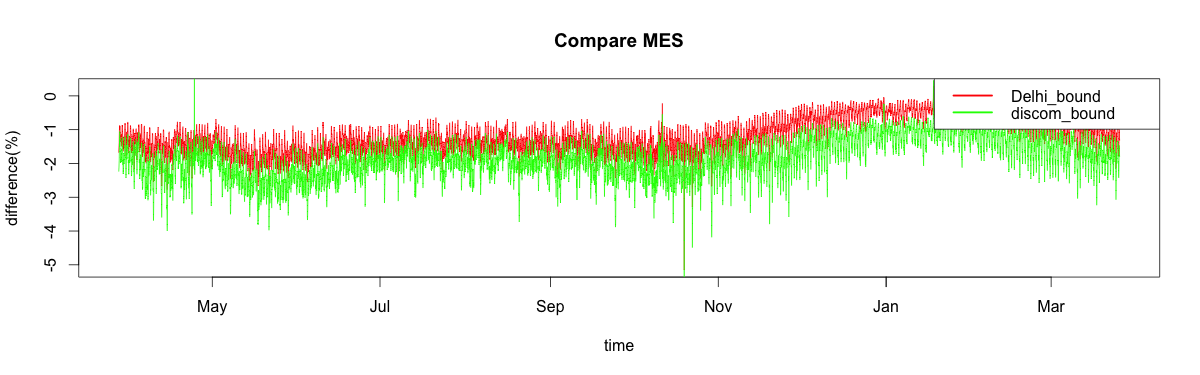 Compare MES
difference(%)
0
-1
-2
-3
-4
-5
Delhi_bound
discom_bound
May
Jul
Sep
Nov
Jan
Mar
time